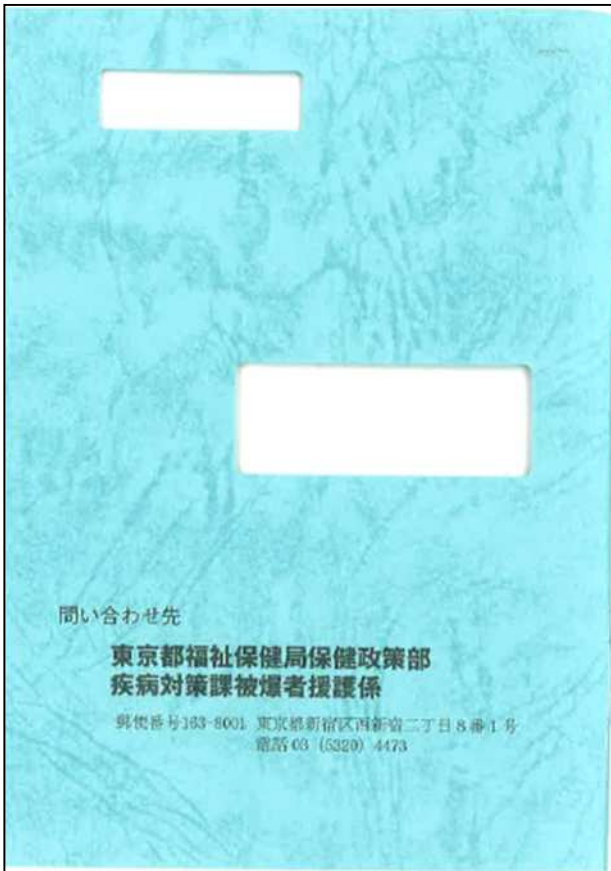 問い合わせ先
東京都福祉保健局保健政策部
疾病対策課被爆者援護係
郵便番号163-8001 東京都新宿区西新宿二丁目8番1号
電話03 (5320) 4473